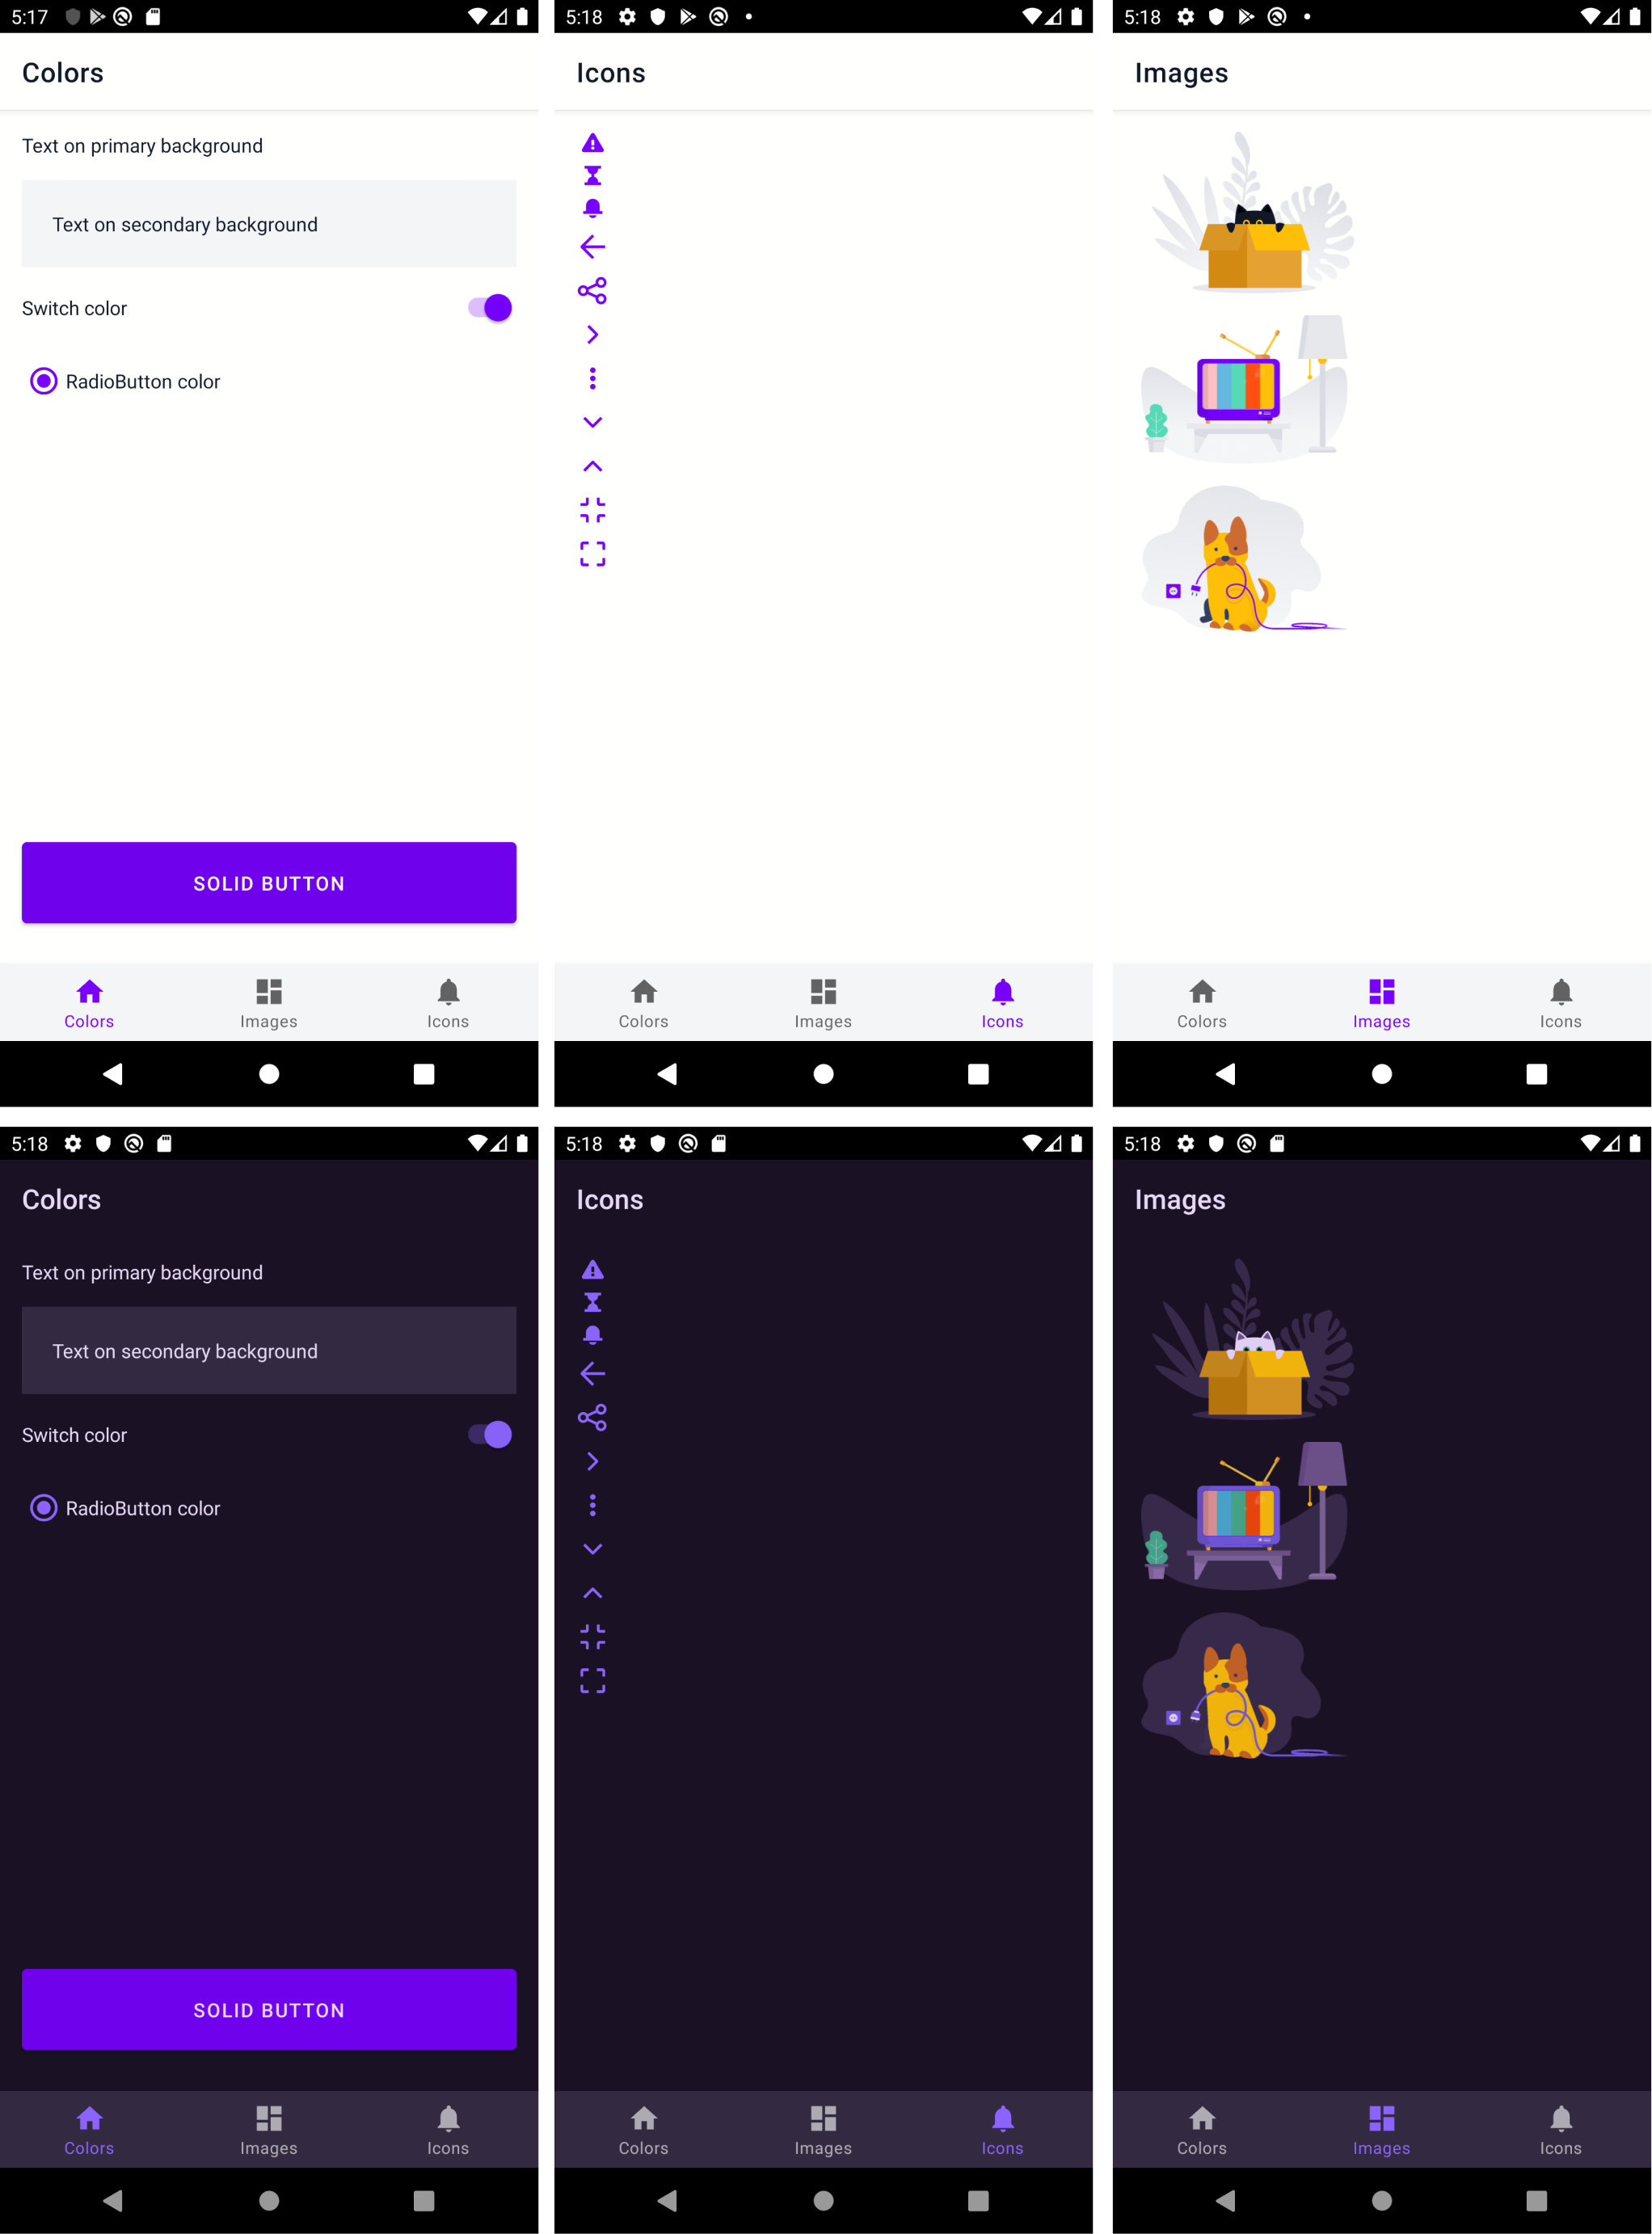 5:17
Colors
Text on primary background
Text on secondary background
Switch color
RadioButton color
SOLID BUTTON
Colors Images Icons
5:18
Icons
Colors Images Icons
5:18
Images
Colors Images Icons
5:18
Colors
Text on primary background
Text on secondary background
Switch color
RadioButton color
SOLID BUTTON
Colors Images Icons
5:18
Icons
Colors Images Icons
5:18
Images
Colors Images Icons